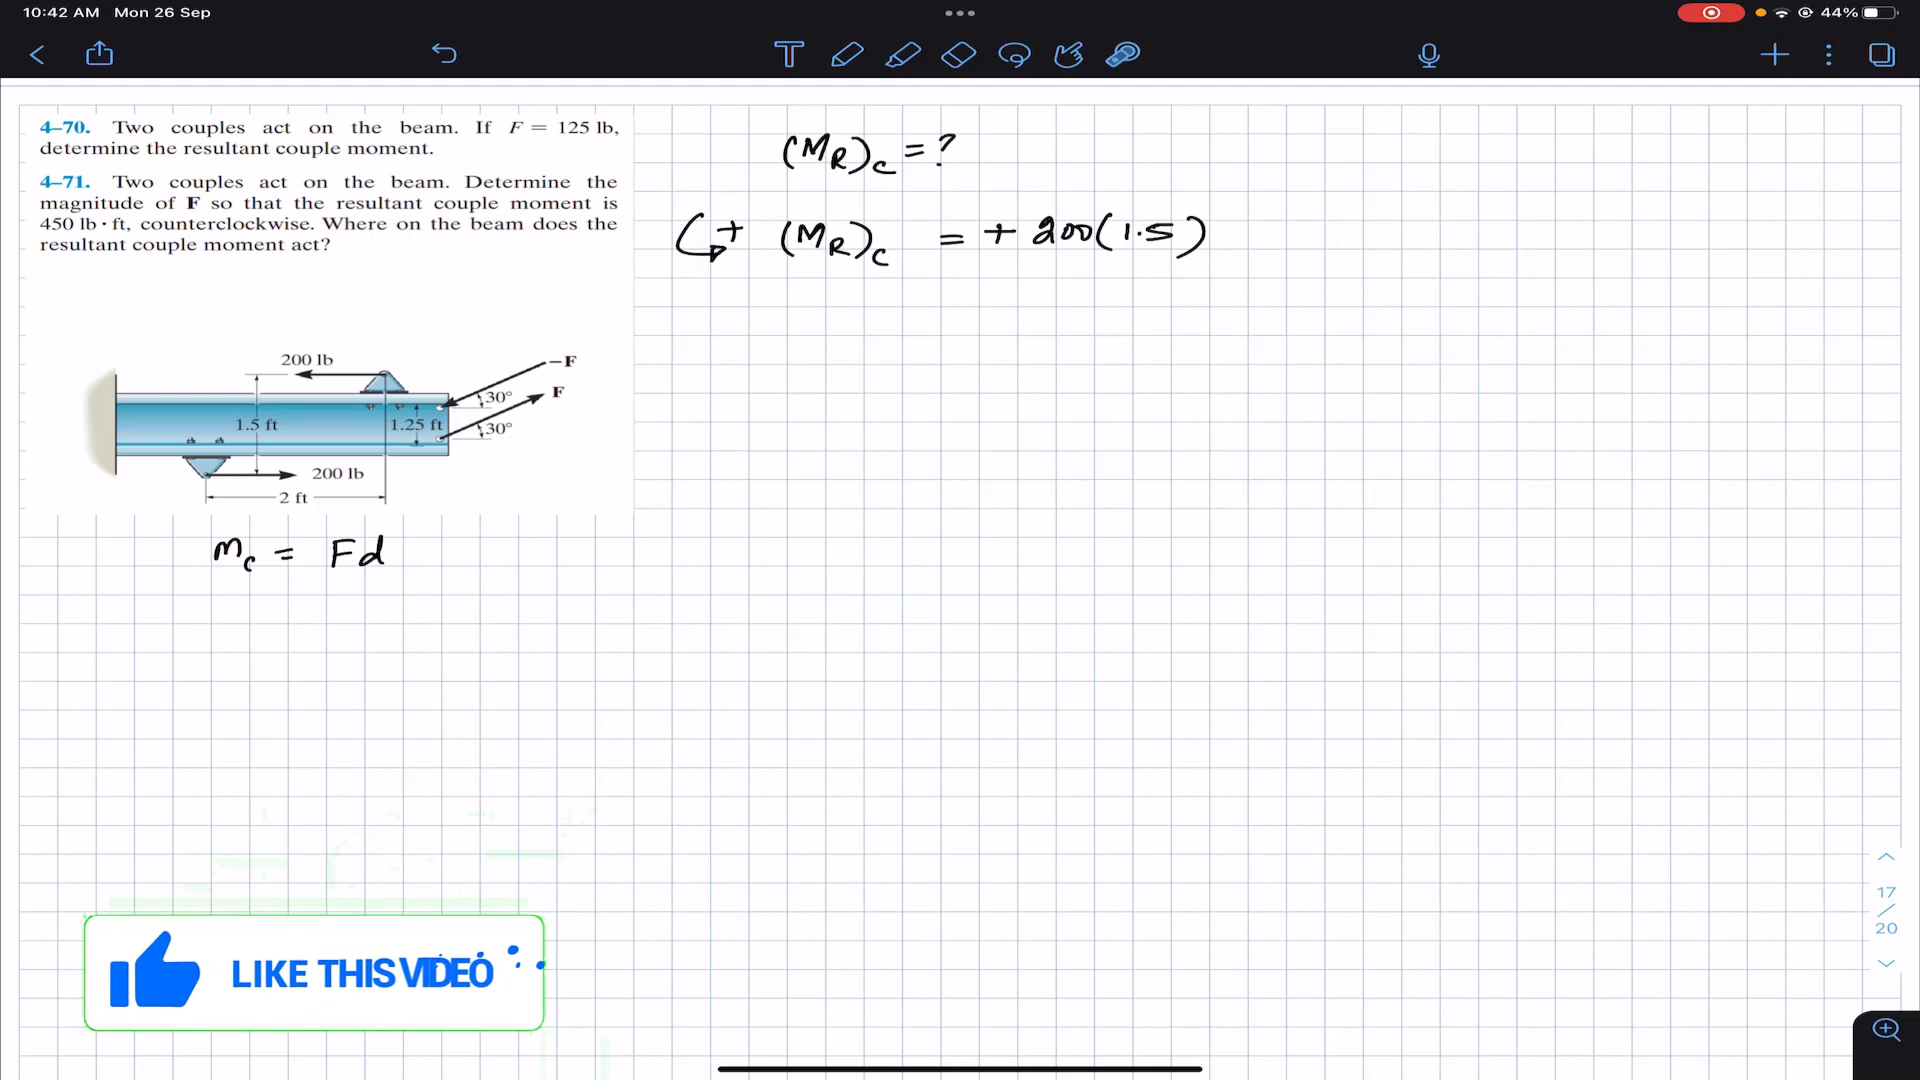 10:42 AM Mon 26 Sep
44%
4–70. Two couples act on the beam. If F = 125 lb,
determine the resultant couple moment.
4–71. Two couples act on the beam. Determine the
magnitude of F so that the resultant couple moment is
450 lb · ft, counterclockwise. Where on the beam does the
resultant couple moment act?
(MR)c = ?
+ (MR)c = + 200(1.5)
200 lb
–F
30°
F
1.5 ft
1.25 ft
30°
200 lb
2 ft
Mc = Fd
LIKE THIS VIDEO
17
/
20